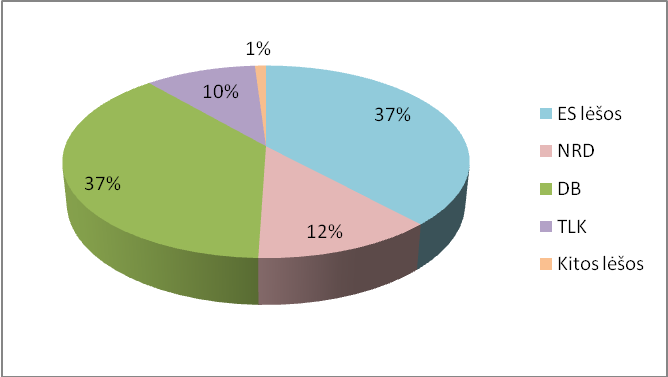 1%
10%
37%
37%
12%
ES lėšos
NRD
DB
TLK
Kitos lėšos